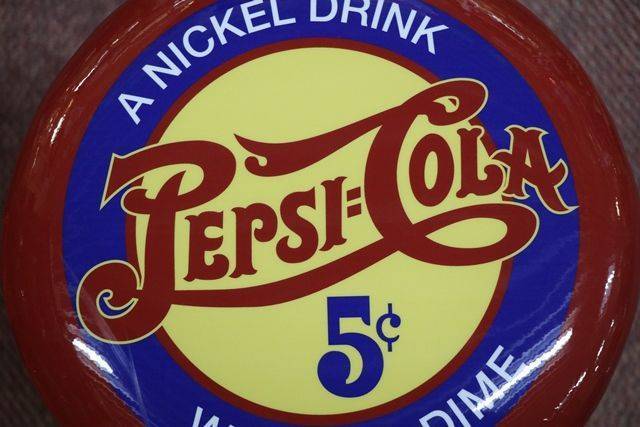 A NICKEL DRINK
PEPSI=COLA
5¢
DIME